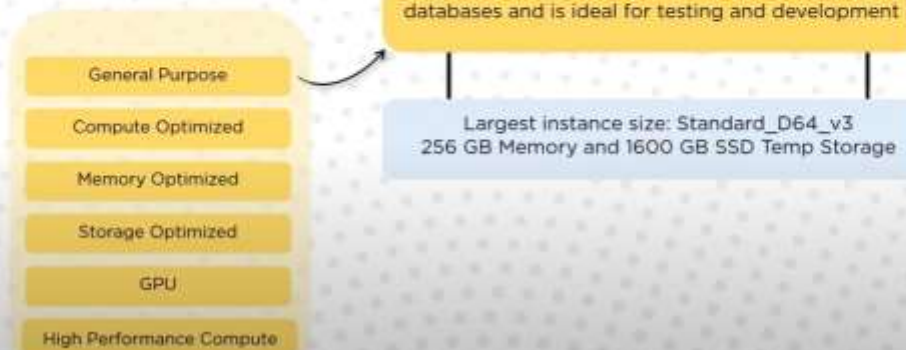 databases and is ideal for testing and development
General Purpose
Compute Optimized
Memory Optimized
Storage Optimized
GPU
High Performance Compute
Largest instance size: Standard_D64_v3
256 GB Memory and 1600 GB SSD Temp Storage